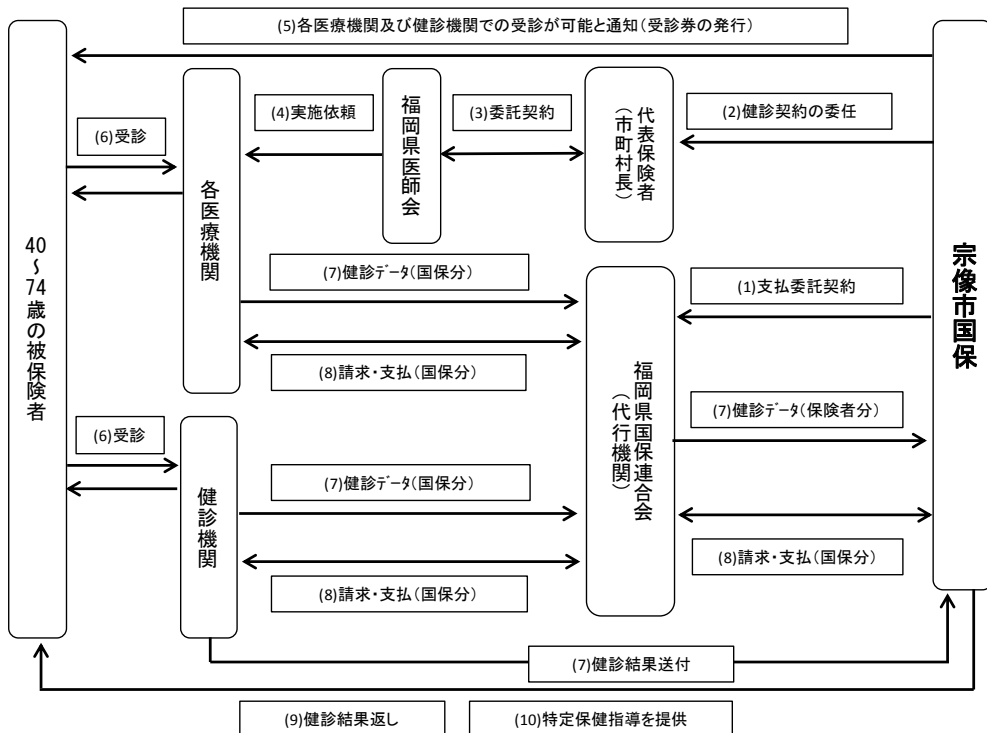 (5)各医療機関及び健診機関での受診が可能と通知(受診券の発行)
(4)実施依頼
(3)委託契約
(2)健診契約の委任
(6)受診
福岡県医師会
代表保険者
(市町村長)
各医療機関
40~74歳の被保険者
宗像市国保
(7)健診データ(国保分)
(1)支払委託契約
(8)請求・支払(国保分)
福岡県国保連合会
(代行機関)
(7)健診データ(保険者分)
(6)受診
健診機関
(7)健診データ(国保分)
(8)請求・支払(国保分)
(8)請求・支払(国保分)
(7)健診結果送付
(9)健診結果返し
(10)特定保健指導を提供